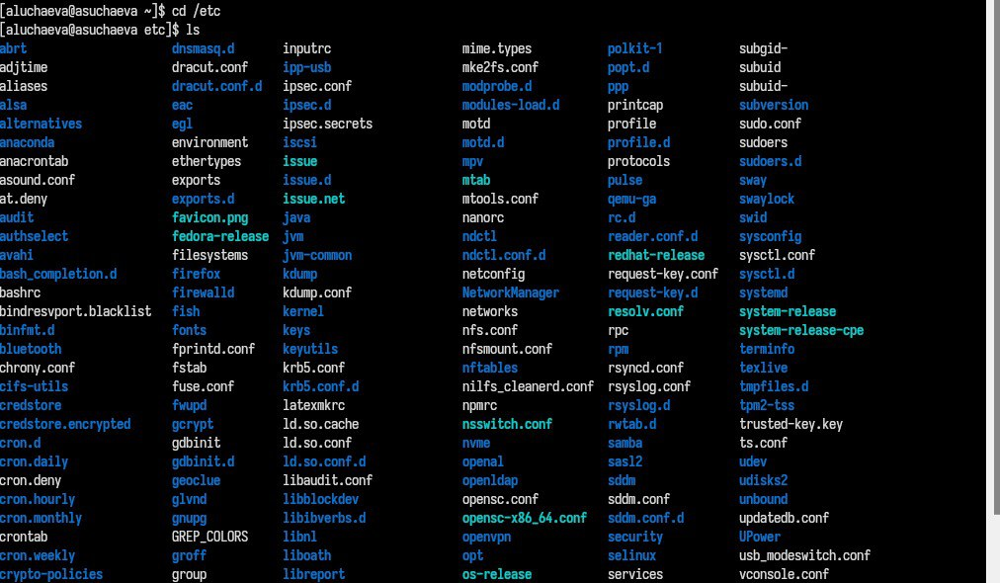 [aluchaeva@asuchaeva ~]$ cd /etc
[aluchaeva@asuchaeva etc]$ ls
abrt dnsmasq.d inputrc mime.types polkit-1 subgid-
adjtime dracut.conf ipp-usb mke2fs.conf popt.d subuid
aliases dracut.conf.d ipsec.conf modprobe.d ppp subuid-
alsa eac ipsec.d modules-load.d printcap subversion
alternatives egl ipsec.secrets motd profile sudo.conf
anaconda environment iscsi motd.d profile.d sudoers
anacrontab ethertypes issue mpv protocols sudoers.d
asound.conf exports issue.d mtab pulse sway
at.deny exports.d issue.net mtools.conf qemu-ga swaylock
audit favicon.png java nanorc rc.d swid
authselect fedora-release jvm ndctl reader.conf.d sysconfig
avahi filesystems jvm-common ndctl.conf.d redhat-release sysctl.conf
bash_completion.d firefox kdump netconfig request-key.conf sysctl.d
bashrc firewalld kdump.conf NetworkManager request-key.d systemd
bindresvport.blacklist fish kernel networks resolv.conf system-release
binfmt.d fonts keys nfs.conf rpc system-release-cpe
bluetooth fprintd.conf keyutils nfsmount.conf rpm terminfo
chrony.conf fstab krb5.conf nftables rsyncd.conf texlive
cifs-utils fuse.conf krb5.conf.d nilfs_cleanerd.conf rsyslog.conf tmpfiles.d
credstore fwupd latexmkrc npmrc rsyslog.d tpm2-tss
credstore.encrypted gcrypt ld.so.cache nsswitch.conf rwtab.d trusted-key.key
cron.d gdbinit ld.so.conf nvme samba ts.conf
cron.daily gdbinit.d ld.so.conf.d openal sasl2 udev
cron.deny geoclue libaudit.conf openldap sddm udisks2
cron.hourly glvnd libblockdev opensc.conf sddm.conf unbound
cron.monthly gnupg libibverbs.d opensc-x86_64.conf sddm.conf.d updatedb.conf
crontab GREP_COLORS libnl openvpn security UPower
cron.weekly groff liboath opt selinux usb_modeswitch.conf
crypto-policies group libreport os-release services vconsole.conf